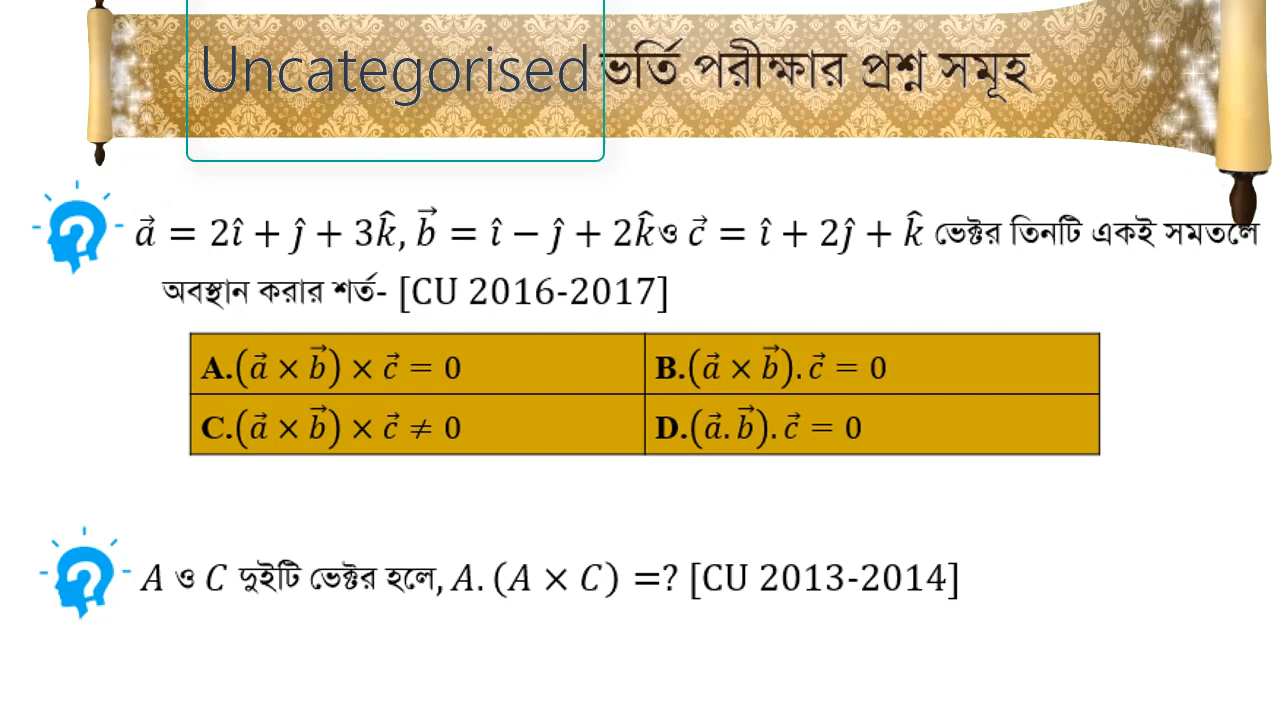 Uncategorised ভর্তি পরীক্ষার প্রশ্ন সমূহ
a⃗ = 2î + ĵ + 3k̂, b⃗ = î − ĵ + 2k̂ ও c⃗ = î + 2ĵ + k̂ ভেক্টর তিনটি একই সমতলে
অবস্থান করার শর্ত- [CU 2016-2017]
A.(a⃗ × b⃗) × c⃗ = 0 B.(a⃗ × b⃗). c⃗ = 0
C.(a⃗ × b⃗) × c⃗ ≠ 0 D.(a⃗. b⃗). c⃗ = 0
A ও C দুইটি ভেক্টর হলে, A. (A × C) =? [CU 2013-2014]